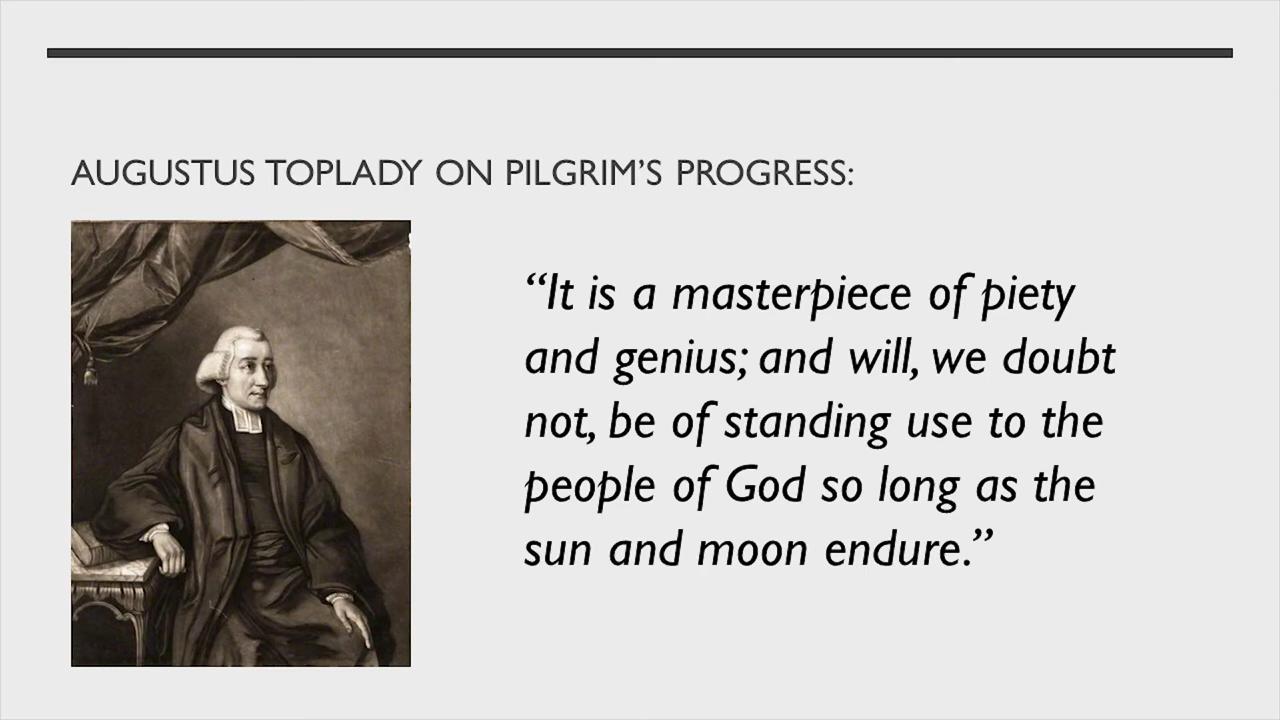 AUGUSTUS TOPLADY ON PILGRIM’S PROGRESS:
“It is a masterpiece of piety
and genius; and will, we doubt
not, be of standing use to the
people of God so long as the
sun and moon endure.”